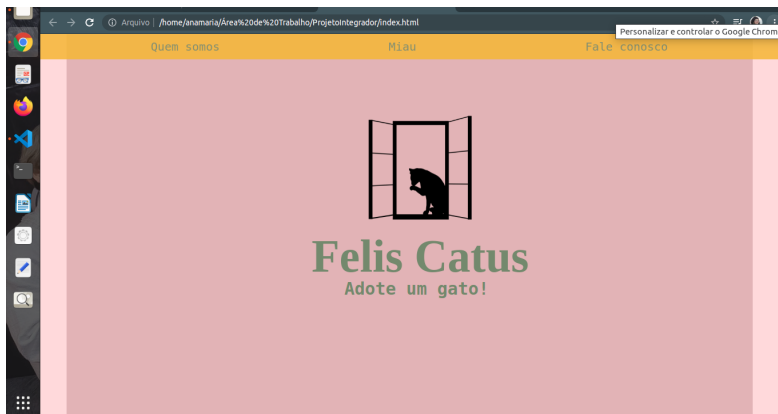 Arquivo | /home/anamaria/Área%20de%20Trabalho/ProjetoIntegrador/index.html
Personalizar e controlar o Google Chrom
Quem somos Miau Fale conosco
Felis Catus
Adote um gato!